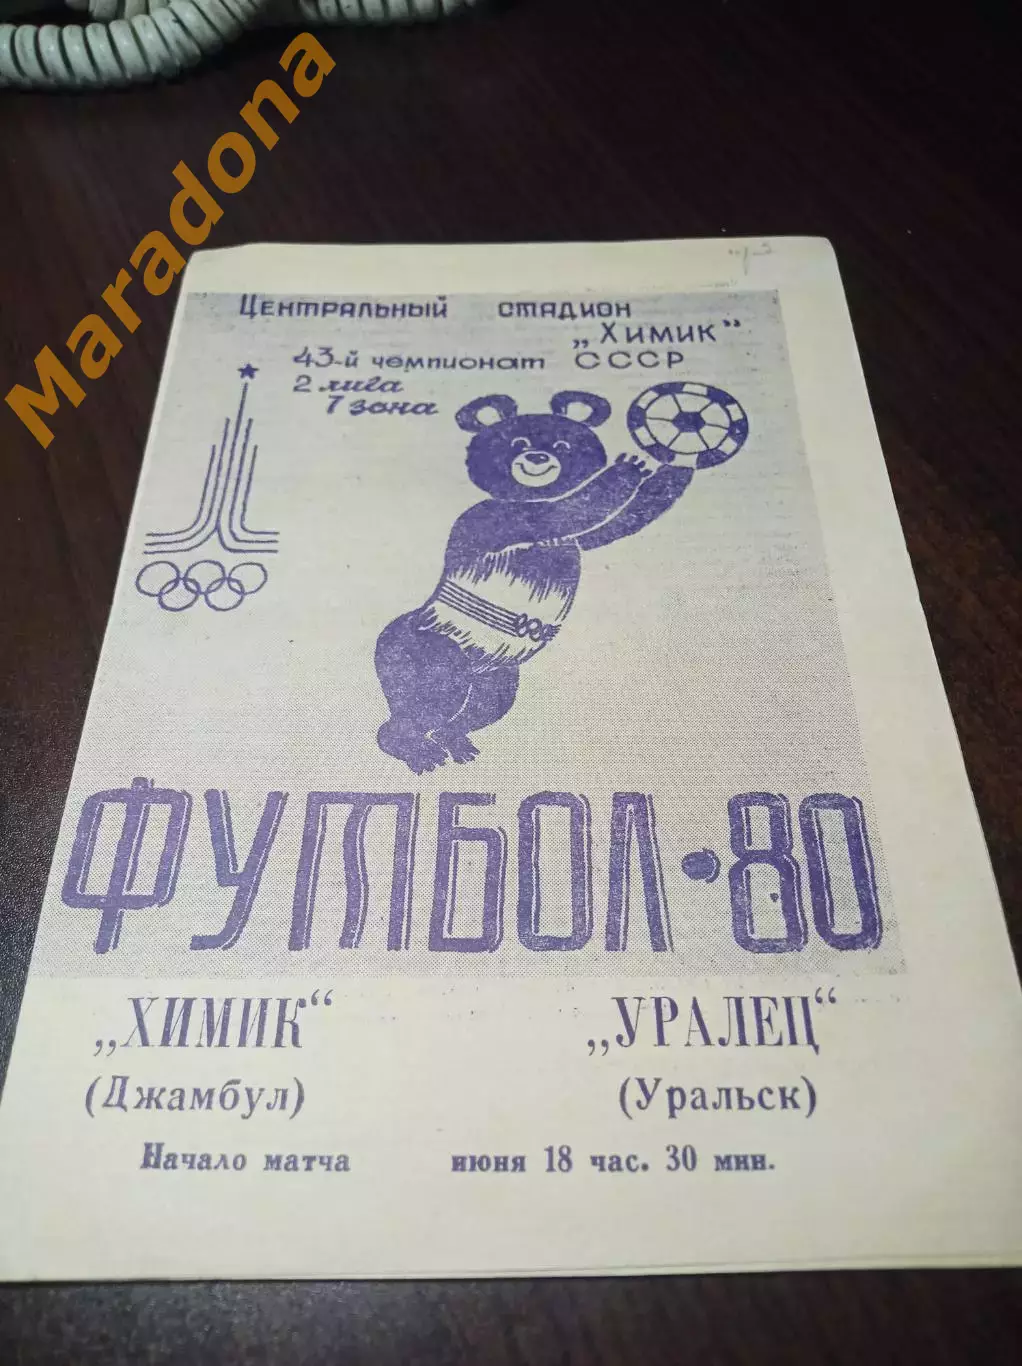 Maradona
ЦЕНТРАЛЬНЫЙ СТАДИОН
„ХИМИК"
43-й чемпионат СССР
2 лига
7 зона
ФУТБОЛ·80
„ХИМИК“ „УРАЛЕЦ“
(Джамбул) (Уральск)
Начало матча июня 18 час. 30 мин.